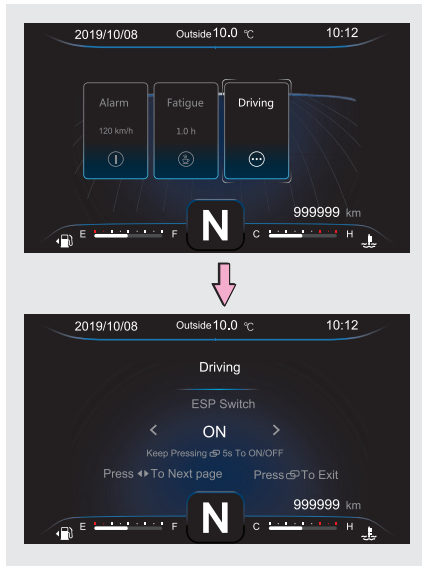 2019/10/08 Outside 10.0 ℃ 10:12
Alarm Fatigue Driving
120 km/h 1.0 h
999999 km
E F N C H
2019/10/08 Outside 10.0 ℃ 10:12
Driving
ESP Switch
< ON >
Keep Pressing 5s To ON/OFF
Press To Next page Press To Exit
999999 km
E F N C H